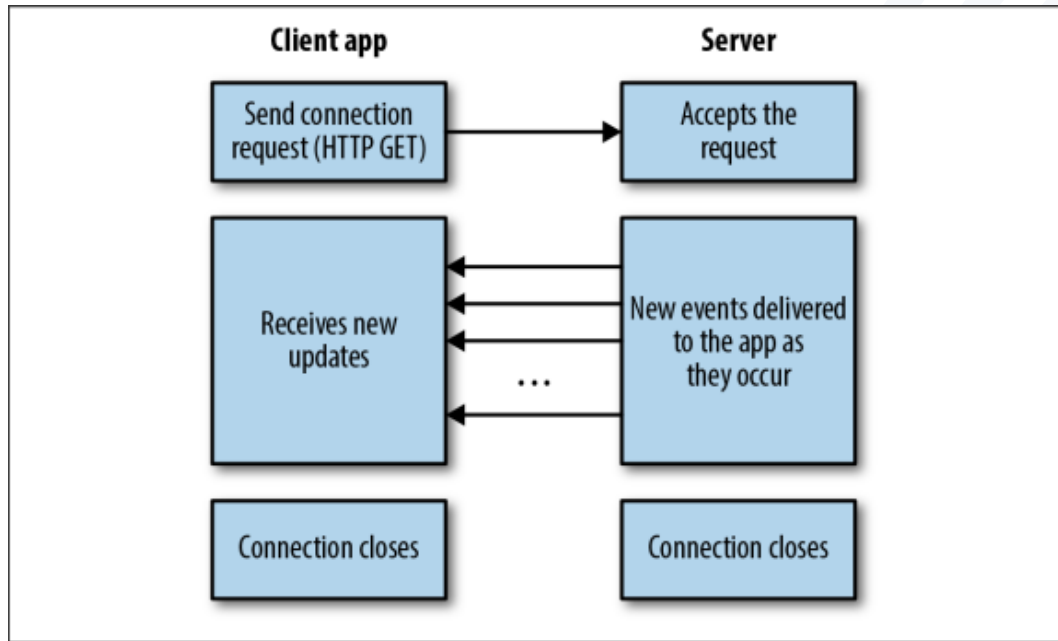 Client app
Server
Send connection
request (HTTP GET)
Accepts the
request
Receives new
updates
New events delivered
to the app as
they occur
...
Connection closes
Connection closes